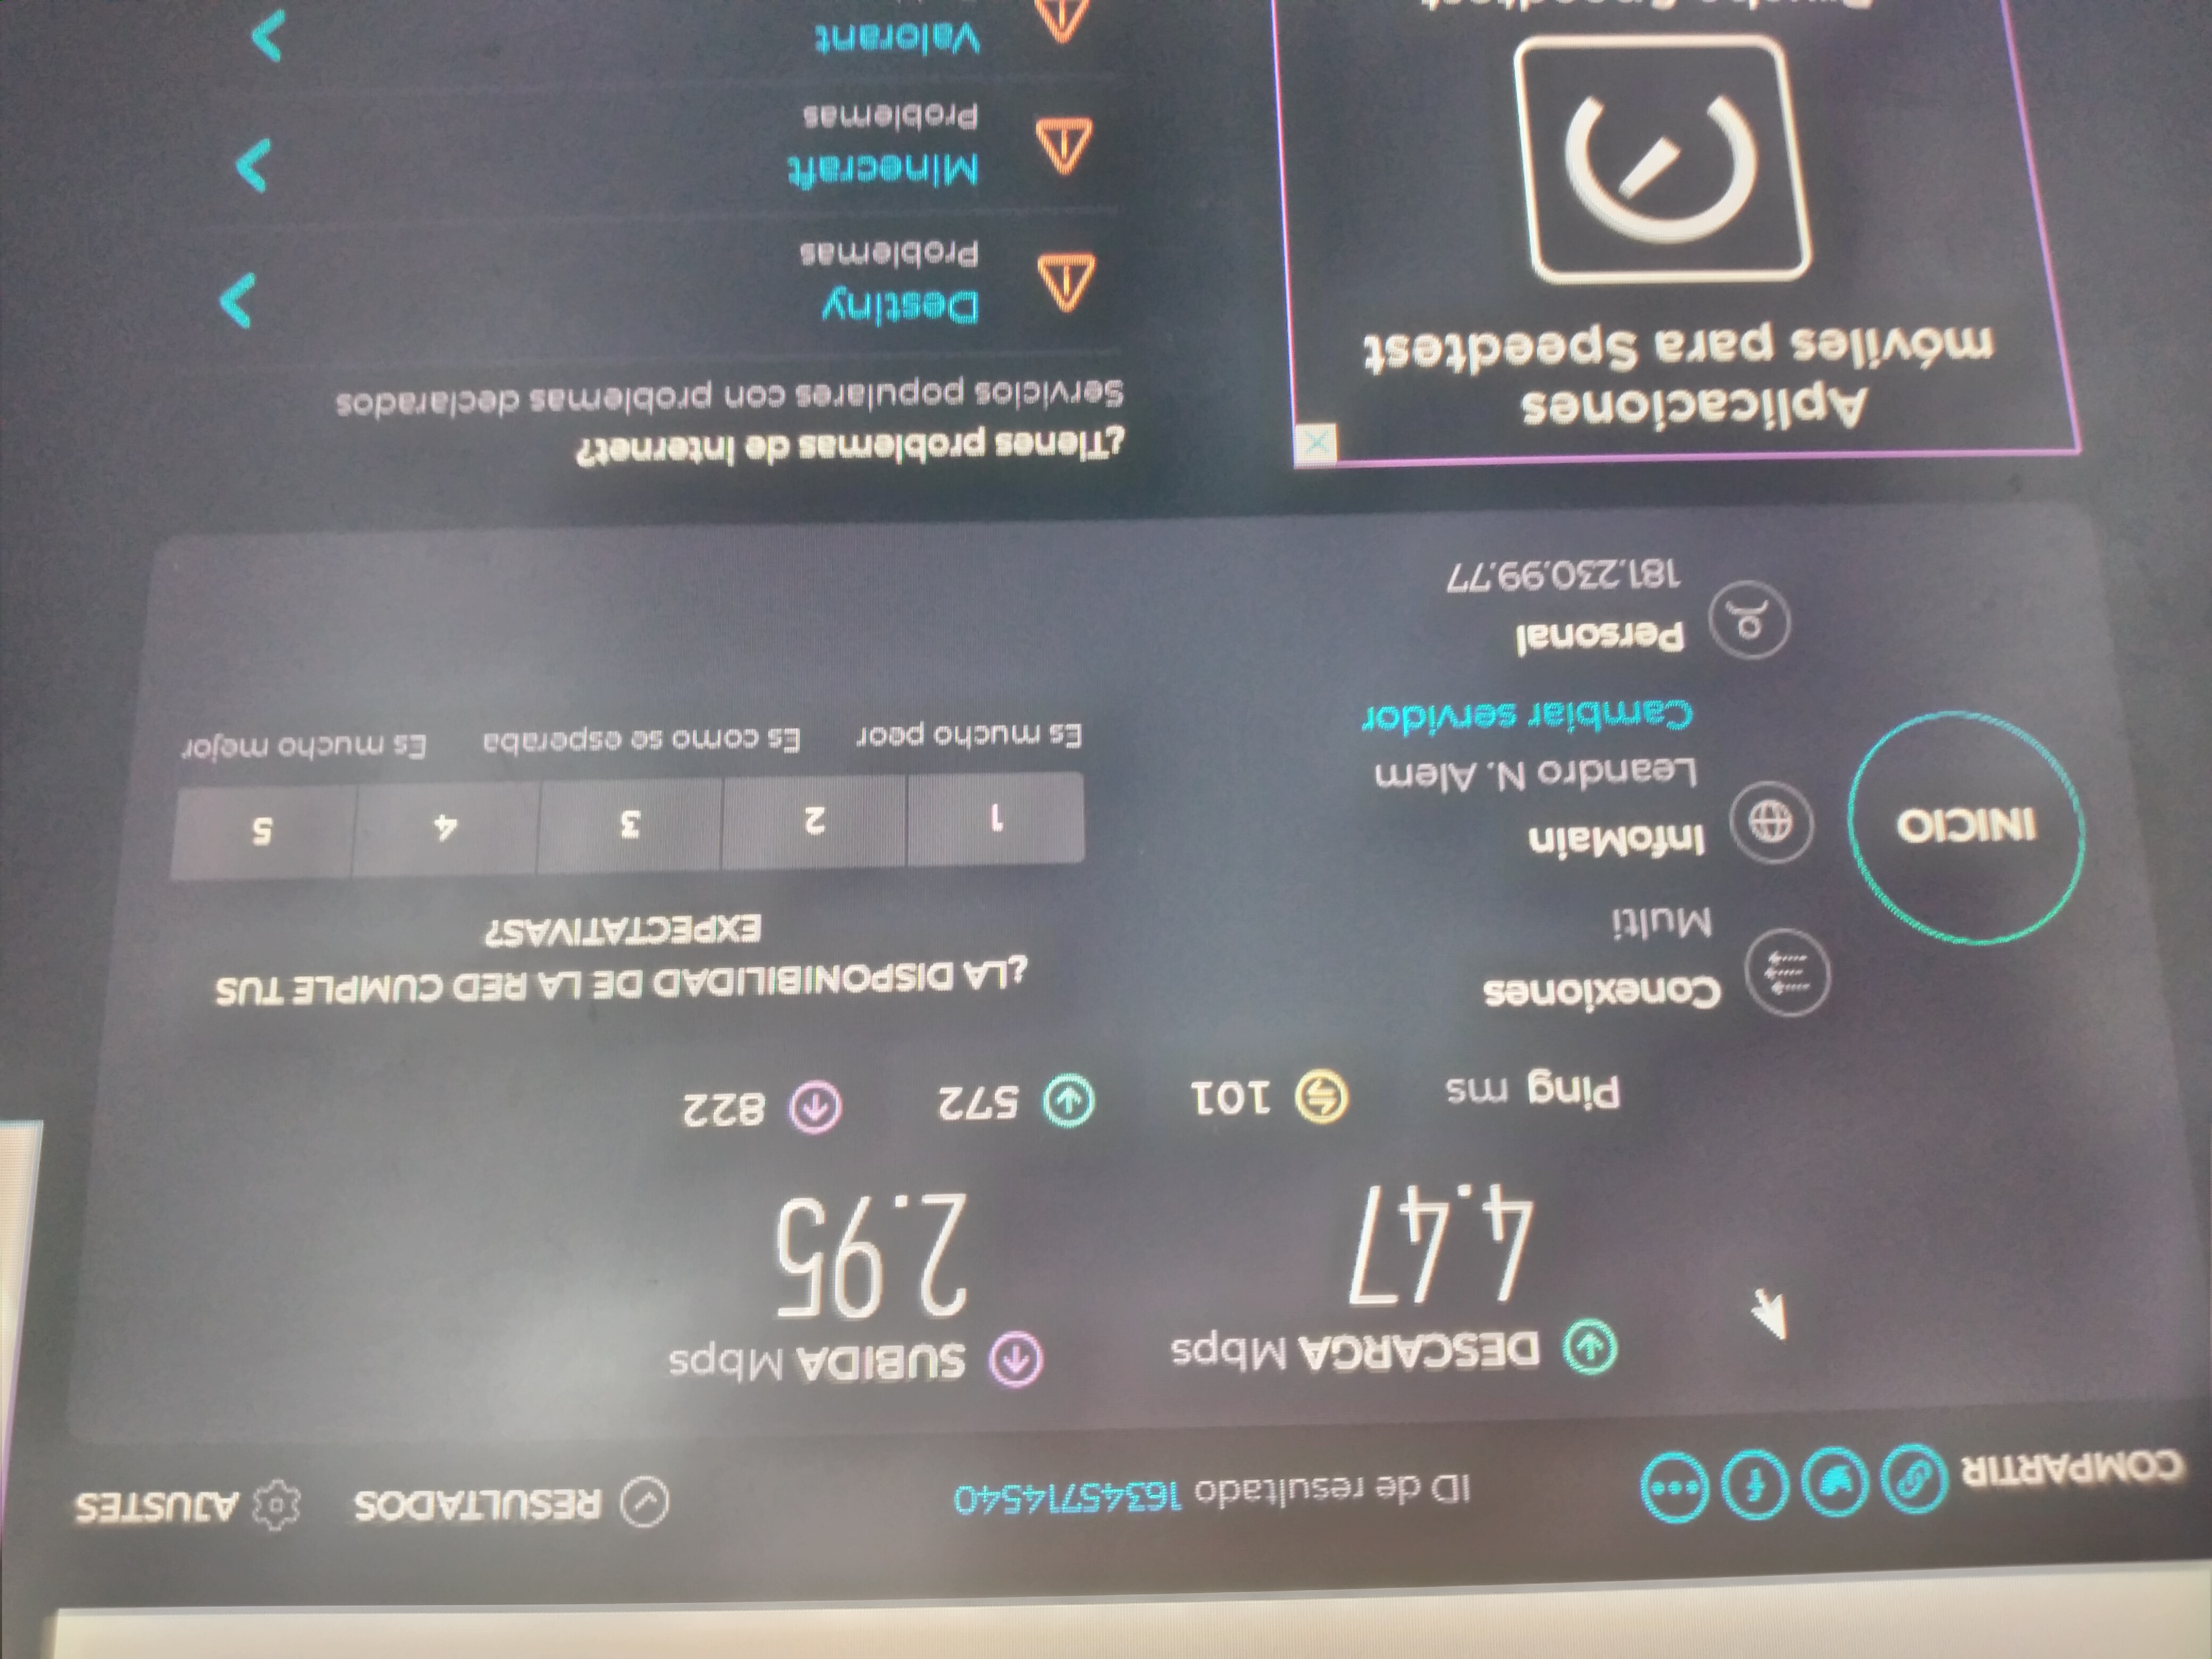 COMPARTIR
ID de resultado 16345714540
RESULTADOS
AJUSTES
DESCARGA Mbps
4.47
SUBIDA Mbps
2.95
Ping ms 101 572 822
Conexiones
Multi
InfoMain
Leandro N. Alem
Cambiar servidor
Personal
181.230.99.77
INICIO
¿LA DISPONIBILIDAD DE LA RED CUMPLE TUS
EXPECTATIVAS?
1 2 3 4 5
Es mucho peor Es como se esperaba Es mucho mejor
Aplicaciones
móviles para Speedtest
¿Tienes problemas de Internet?
Servicios populares con problemas declarados
Destiny
Problemas
Minecraft
Problemas
Valorant